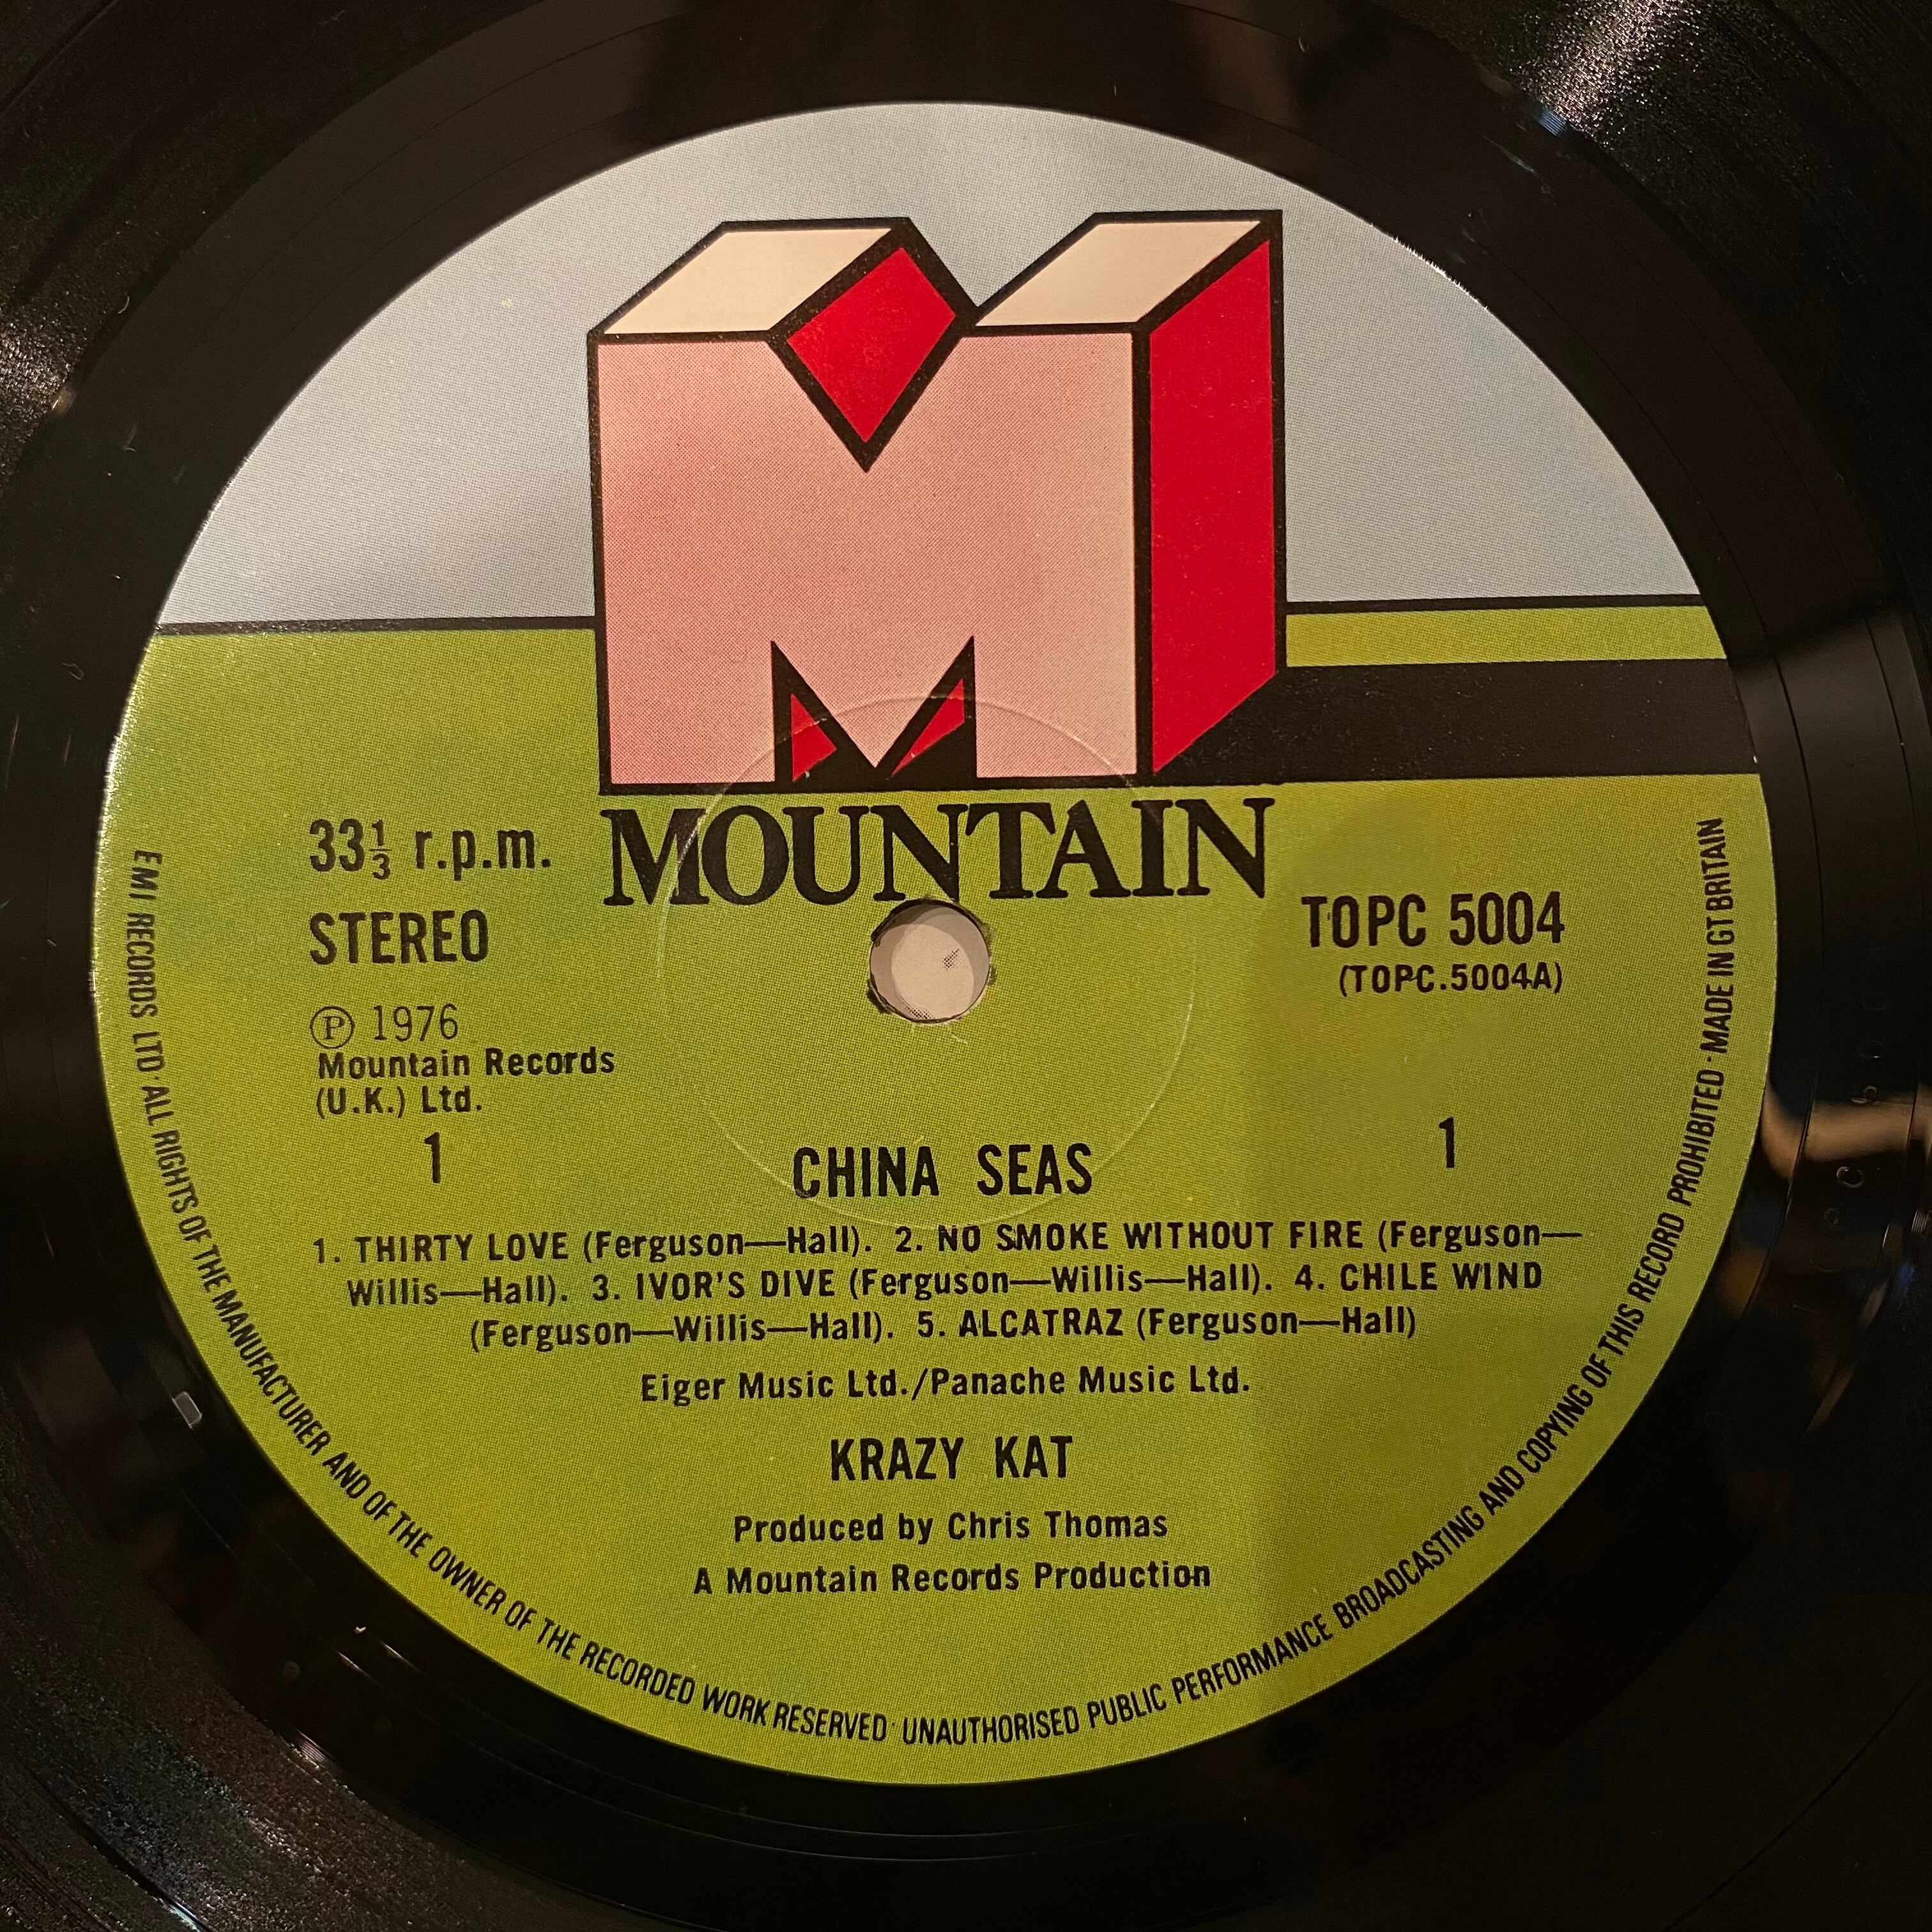 MOUNTAIN
33⅓ r.p.m.
STEREO
TOPC 5004
(TOPC.5004A)
Ⓟ 1976
Mountain Records
(U.K.) Ltd.
1
1
CHINA SEAS
1. THIRTY LOVE (Ferguson—Hall). 2. NO SMOKE WITHOUT FIRE (Ferguson—
Willis—Hall). 3. IVOR'S DIVE (Ferguson—Willis—Hall). 4. CHILE WIND
(Ferguson—Willis—Hall). 5. ALCATRAZ (Ferguson—Hall)
Eiger Music Ltd./Panache Music Ltd.
KRAZY KAT
Produced by Chris Thomas
A Mountain Records Production
EMI RECORDS LTD · ALL RIGHTS OF THE MANUFACTURER AND OF THE OWNER OF THE RECORDED WORK RESERVED · UNAUTHORISED PUBLIC PERFORMANCE BROADCASTING AND COPYING OF THIS RECORD PROHIBITED · MADE IN GT BRITAIN